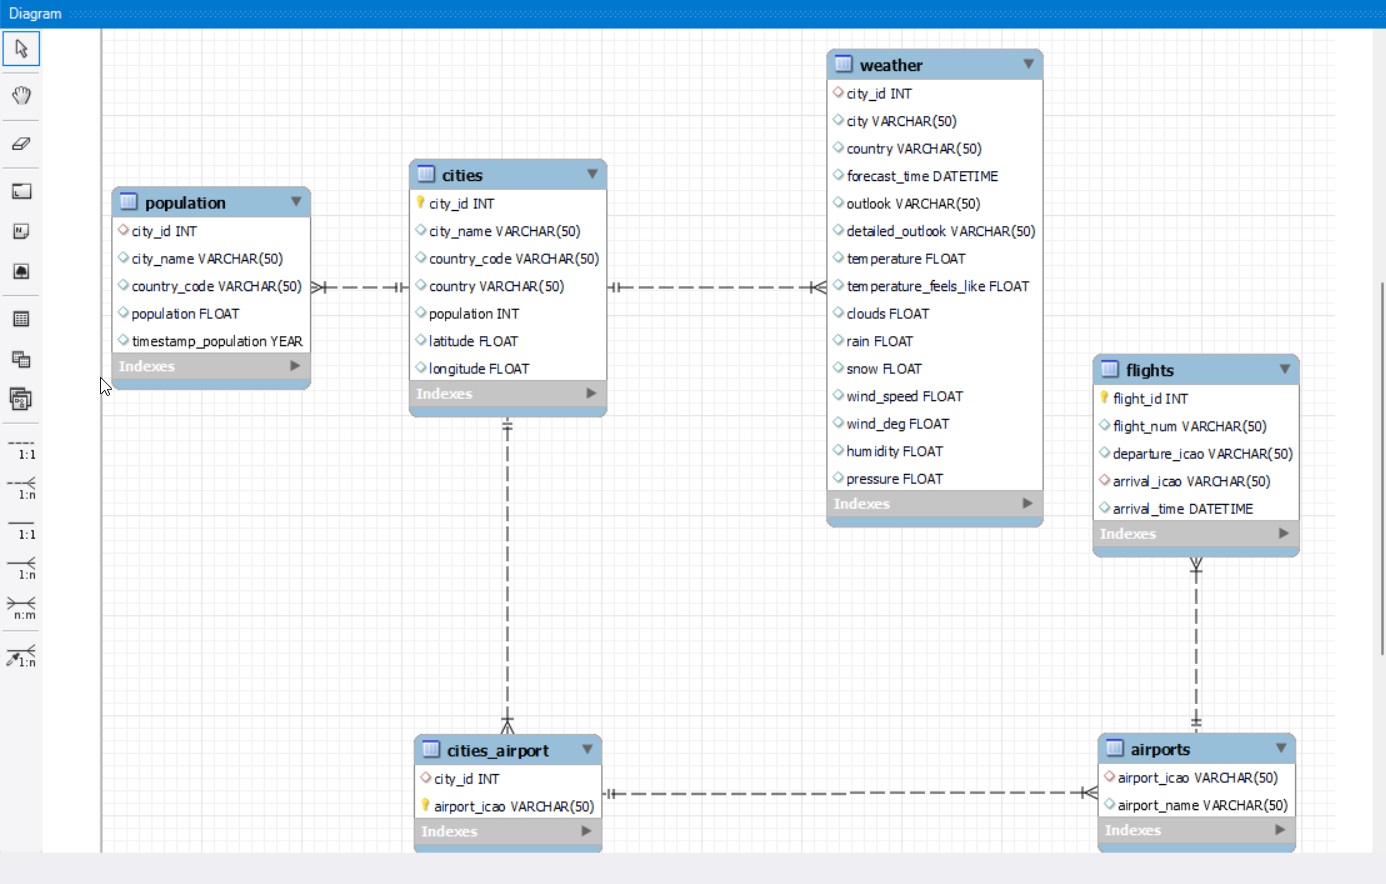 Diagram
1:1
1:n
1:1
1:n
n:m
1:n
population
city_id INT
city_name VARCHAR(50)
country_code VARCHAR(50)
population FLOAT
timestamp_population YEAR
Indexes
cities
city_id INT
city_name VARCHAR(50)
country_code VARCHAR(50)
country VARCHAR(50)
population INT
latitude FLOAT
longitude FLOAT
Indexes
weather
city_id INT
city VARCHAR(50)
country VARCHAR(50)
forecast_time DATETIME
outlook VARCHAR(50)
detailed_outlook VARCHAR(50)
temperature FLOAT
temperature_feels_like FLOAT
clouds FLOAT
rain FLOAT
snow FLOAT
wind_speed FLOAT
wind_deg FLOAT
humidity FLOAT
pressure FLOAT
Indexes
flights
flight_id INT
flight_num VARCHAR(50)
departure_icao VARCHAR(50)
arrival_icao VARCHAR(50)
arrival_time DATETIME
Indexes
cities_airport
city_id INT
airport_icao VARCHAR(50)
Indexes
airports
airport_icao VARCHAR(50)
airport_name VARCHAR(50)
Indexes